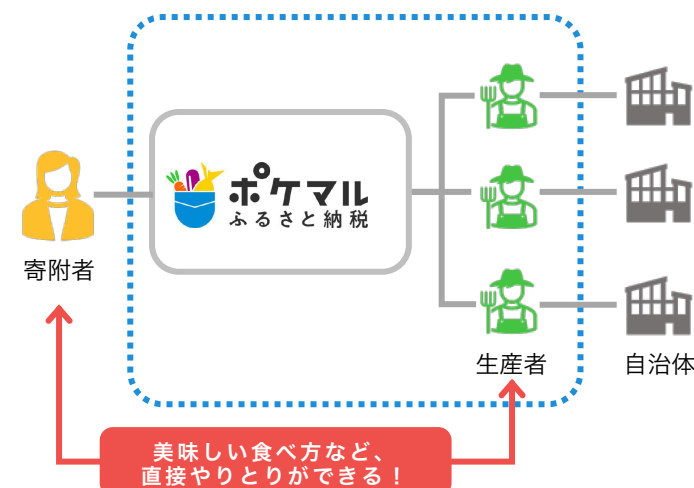 ポケマル
ふるさと納税
寄附者
生産者
自治体
美味しい食べ方など、
直接やりとりができる！